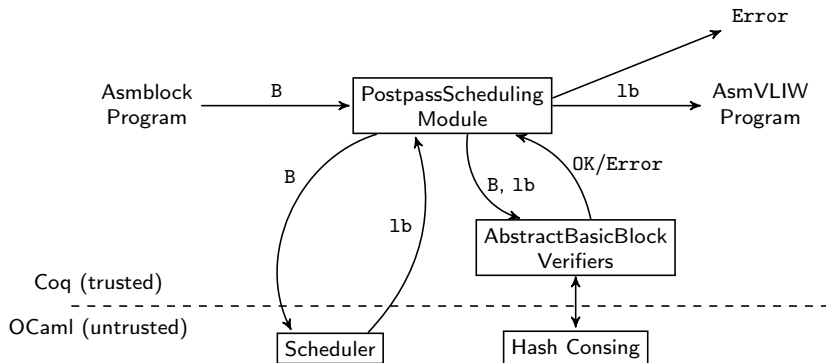 Error
Asmblock
Program
B
PostpassScheduling
Module
lb
AsmVLIW
Program
B
lb
B, lb
OK/Error
AbstractBasicBlock
Verifiers
Coq (trusted)
OCaml (untrusted)
Scheduler
Hash Consing